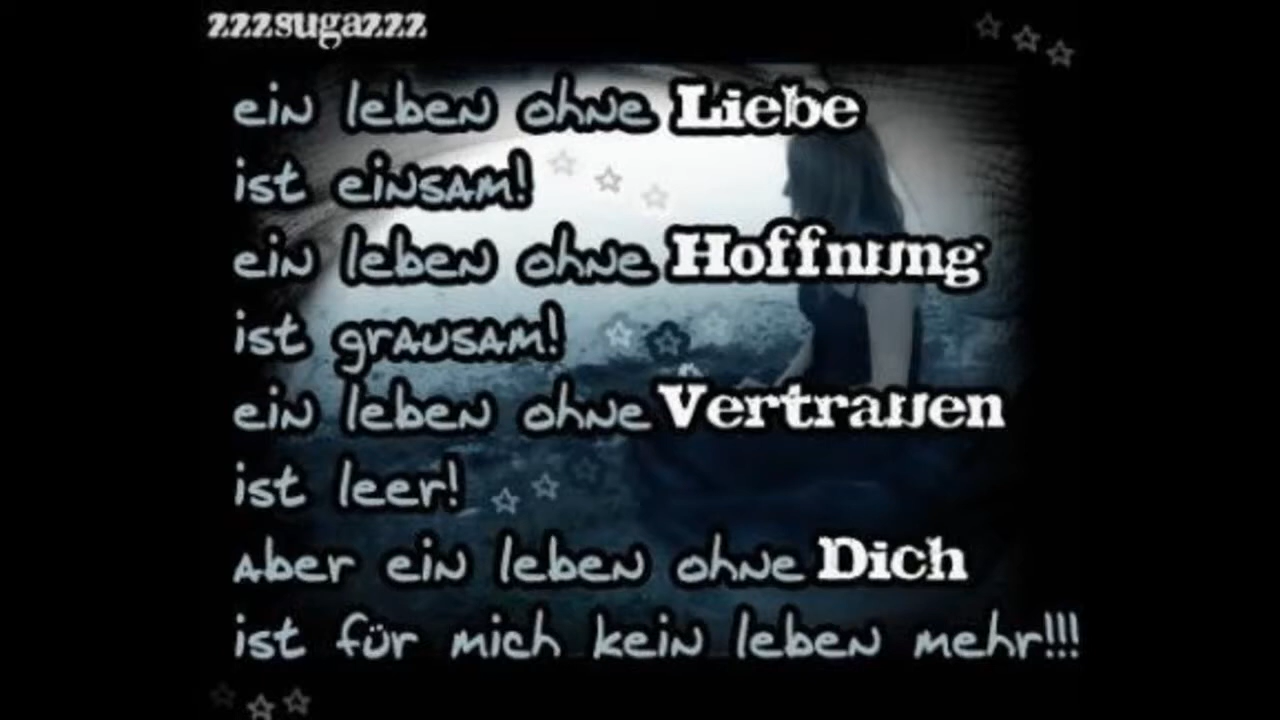 zzzsugazzz
ein leben ohne Liebe
ist einsam!
ein leben ohne Hoffnung
ist grausam!
ein leben ohne Vertrauen
ist leer!
Aber ein leben ohne Dich
ist für mich kein leben mehr!!!